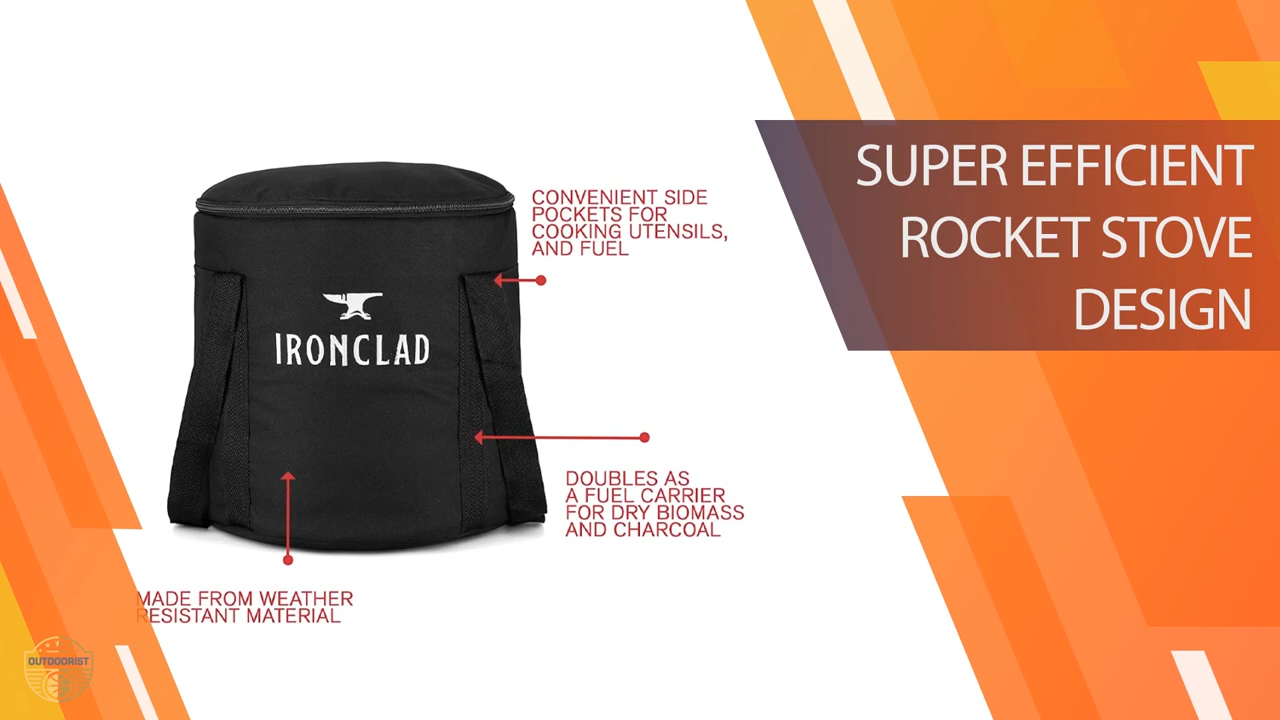 SUPER EFFICIENT
ROCKET STOVE
DESIGN
CONVENIENT SIDE
POCKETS FOR
COOKING UTENSILS,
AND FUEL
IRONCLAD
DOUBLES AS
A FUEL CARRIER
FOR DRY BIOMASS
AND CHARCOAL
MADE FROM WEATHER
RESISTANT MATERIAL
OUTDOORIST